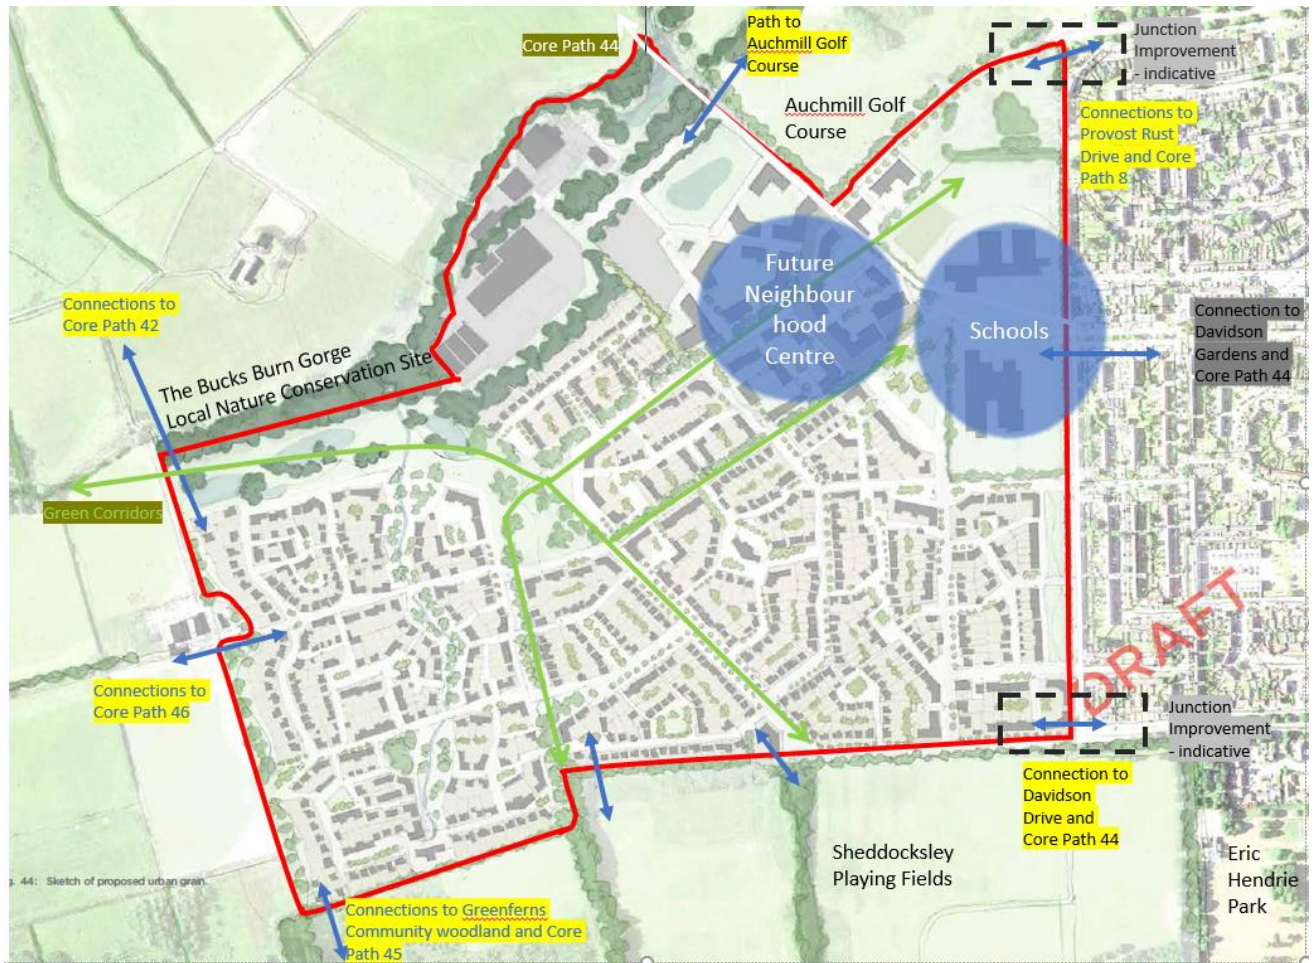 Core Path 44
Path to
Auchmill Golf
Course
Junction
Improvement
- indicative
Auchmill Golf
Course
Connections to
Provost Rust
Drive and Core
Path 8
Future
Neighbour
hood
Centre
Schools
Connection to
Davidson
Gardens and
Core Path 44
Connections to
Core Path 42
The Bucks Burn Gorge
Local Nature Conservation Site
Green Corridors
Connections to
Core Path 46
DRAFT
Junction
Improvement
- indicative
Connection to
Davidson
Drive and
Core Path 44
Sheddocksley
Playing Fields
Eric
Hendrie
Park
. 44: Sketch of proposed urban grain.
Connections to Greenferns
Community woodland and Core
Path 45